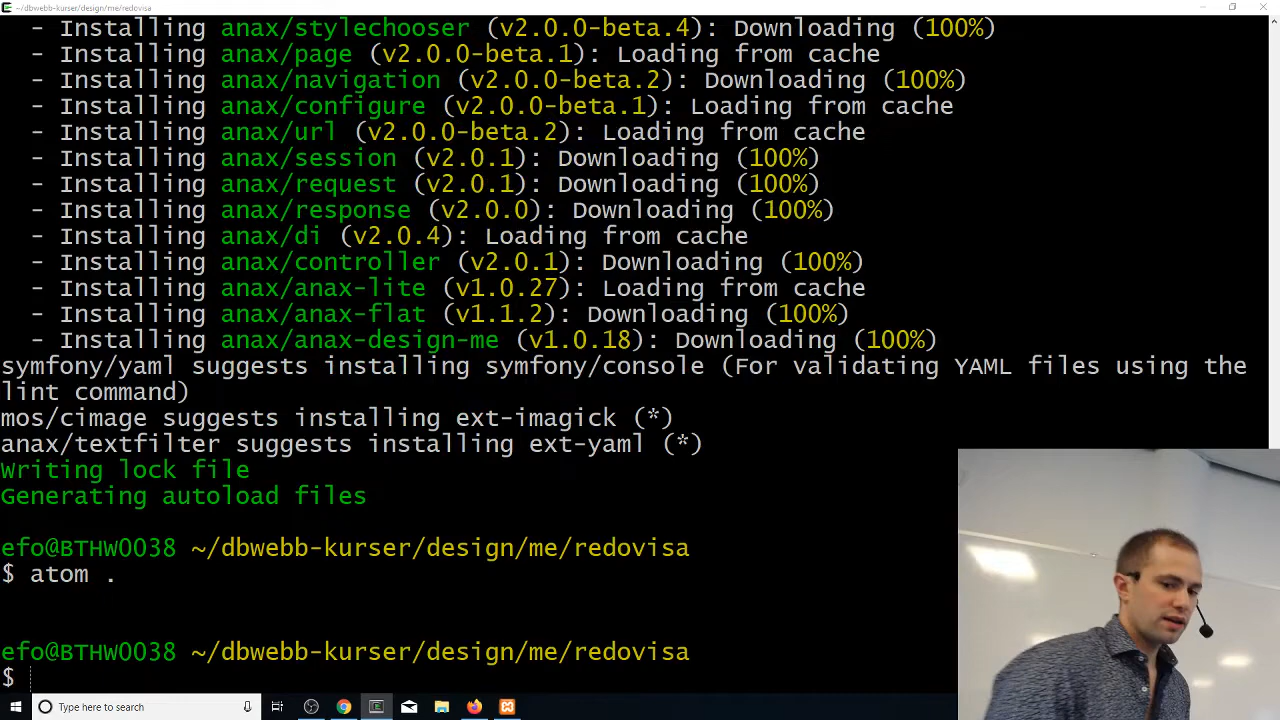 ~/dbwebb-kurser/design/me/redovisa
- Installing anax/stylechooser (v2.0.0-beta.4): Downloading (100%)
- Installing anax/page (v2.0.0-beta.1): Loading from cache
- Installing anax/navigation (v2.0.0-beta.2): Downloading (100%)
- Installing anax/configure (v2.0.0-beta.1): Loading from cache
- Installing anax/url (v2.0.0-beta.2): Loading from cache
- Installing anax/session (v2.0.1): Downloading (100%)
- Installing anax/request (v2.0.1): Downloading (100%)
- Installing anax/response (v2.0.0): Downloading (100%)
- Installing anax/di (v2.0.4): Loading from cache
- Installing anax/controller (v2.0.1): Downloading (100%)
- Installing anax/anax-lite (v1.0.27): Loading from cache
- Installing anax/anax-flat (v1.1.2): Downloading (100%)
- Installing anax/anax-design-me (v1.0.18): Downloading (100%)
symfony/yaml suggests installing symfony/console (For validating YAML files using the
lint command)
mos/cimage suggests installing ext-imagick (*)
anax/textfilter suggests installing ext-yaml (*)
Writing lock file
Generating autoload files
efo@BTHW0038 ~/dbwebb-kurser/design/me/redovisa
$ atom .
efo@BTHW0038 ~/dbwebb-kurser/design/me/redovisa
$
Type here to search